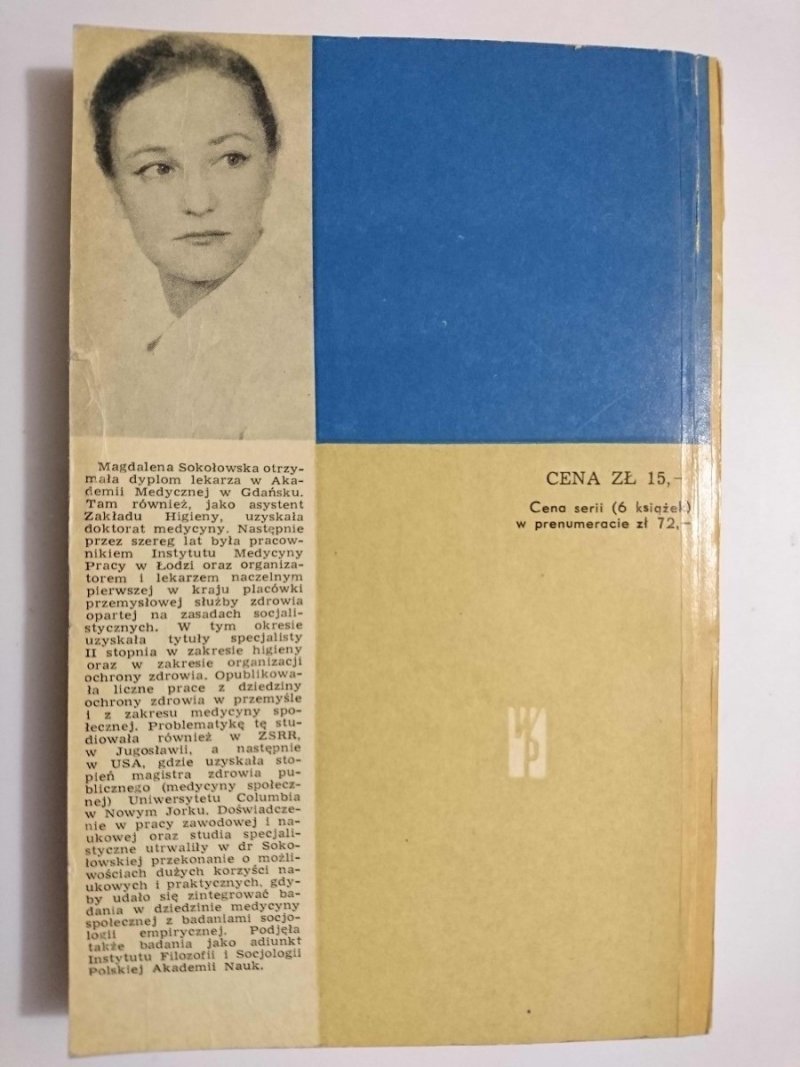 Magdalena Sokołowska otrzy-
mała dyplom lekarza w Aka-
demii Medycznej w Gdańsku.
Tam również, jako asystent
Zakładu Higieny, uzyskała
doktorat medycyny. Następnie
przez szereg lat była pracow-
nikiem Instytutu Medycyny
Pracy w Łodzi oraz organiza-
torem i lekarzem naczelnym
pierwszej w kraju placówki
przemysłowej służby zdrowia
opartej na zasadach socjali-
stycznych. W tym okresie
uzyskała tytuły specjalisty
II stopnia w zakresie higieny
oraz w zakresie organizacji
ochrony zdrowia. Opublikowa-
ła liczne prace z dziedziny
ochrony zdrowia w przemyśle
i z zakresu medycyny spo-
łecznej. Problematykę tę stu-
diowała również w ZSRR,
w Jugosławii, a następnie
w USA, gdzie uzyskała sto-
pień magistra zdrowia pu-
blicznego (medycyny społecz-
nej) Uniwersytetu Columbia
w Nowym Jorku. Doświadcze-
nie w pracy zawodowej i na-
ukowej oraz studia specjali-
styczne utrwaliły w dr Soko-
łowskiej przekonanie o możli-
wościach dużych korzyści na-
ukowych i praktycznych, gdy-
by udało się zintegrować ba-
dania w dziedzinie medycyny
społecznej z badaniami socjo-
logii empirycznej. Podjęła
także badania jako adiunkt
Instytutu Filozofii i Socjologii
Polskiej Akademii Nauk.
CENA ZŁ 15,–
Cena serii (6 książek)
w prenumeracie zł 72,–
WP